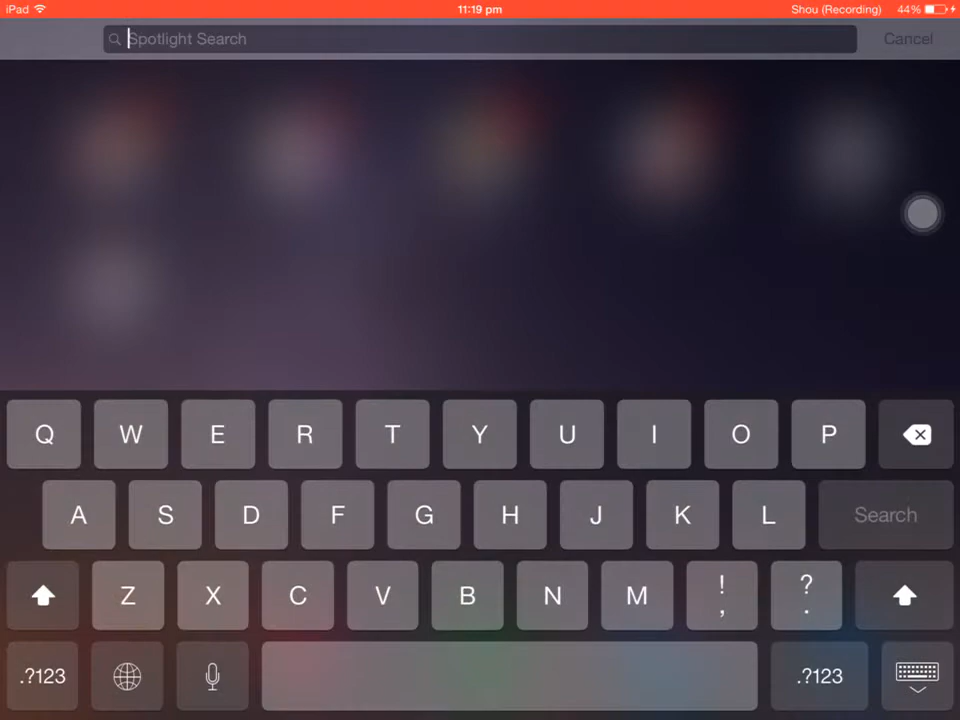 iPad 11:19 pm Shou (Recording) 44%
Spotlight Search Cancel
Q W E R T Y U I O P
A S D F G H J K L Search
Z X C V B N M ! , ? .
.?123 .?123